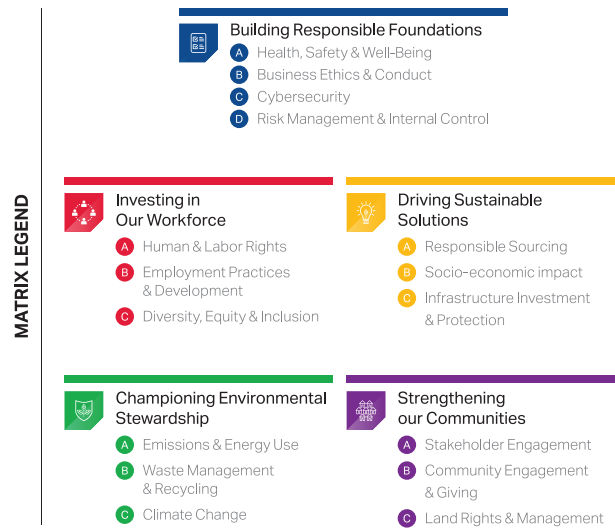 MATRIX LEGEND
Building Responsible Foundations
A Health, Safety & Well-Being
B Business Ethics & Conduct
C Cybersecurity
D Risk Management & Internal Control
Investing in
Our Workforce
A Human & Labor Rights
B Employment Practices
& Development
C Diversity, Equity & Inclusion
Driving Sustainable
Solutions
A Responsible Sourcing
B Socio-economic impact
C Infrastructure Investment
& Protection
Championing Environmental
Stewardship
A Emissions & Energy Use
B Waste Management
& Recycling
C Climate Change
Strengthening
our Communities
A Stakeholder Engagement
B Community Engagement
& Giving
C Land Rights & Management